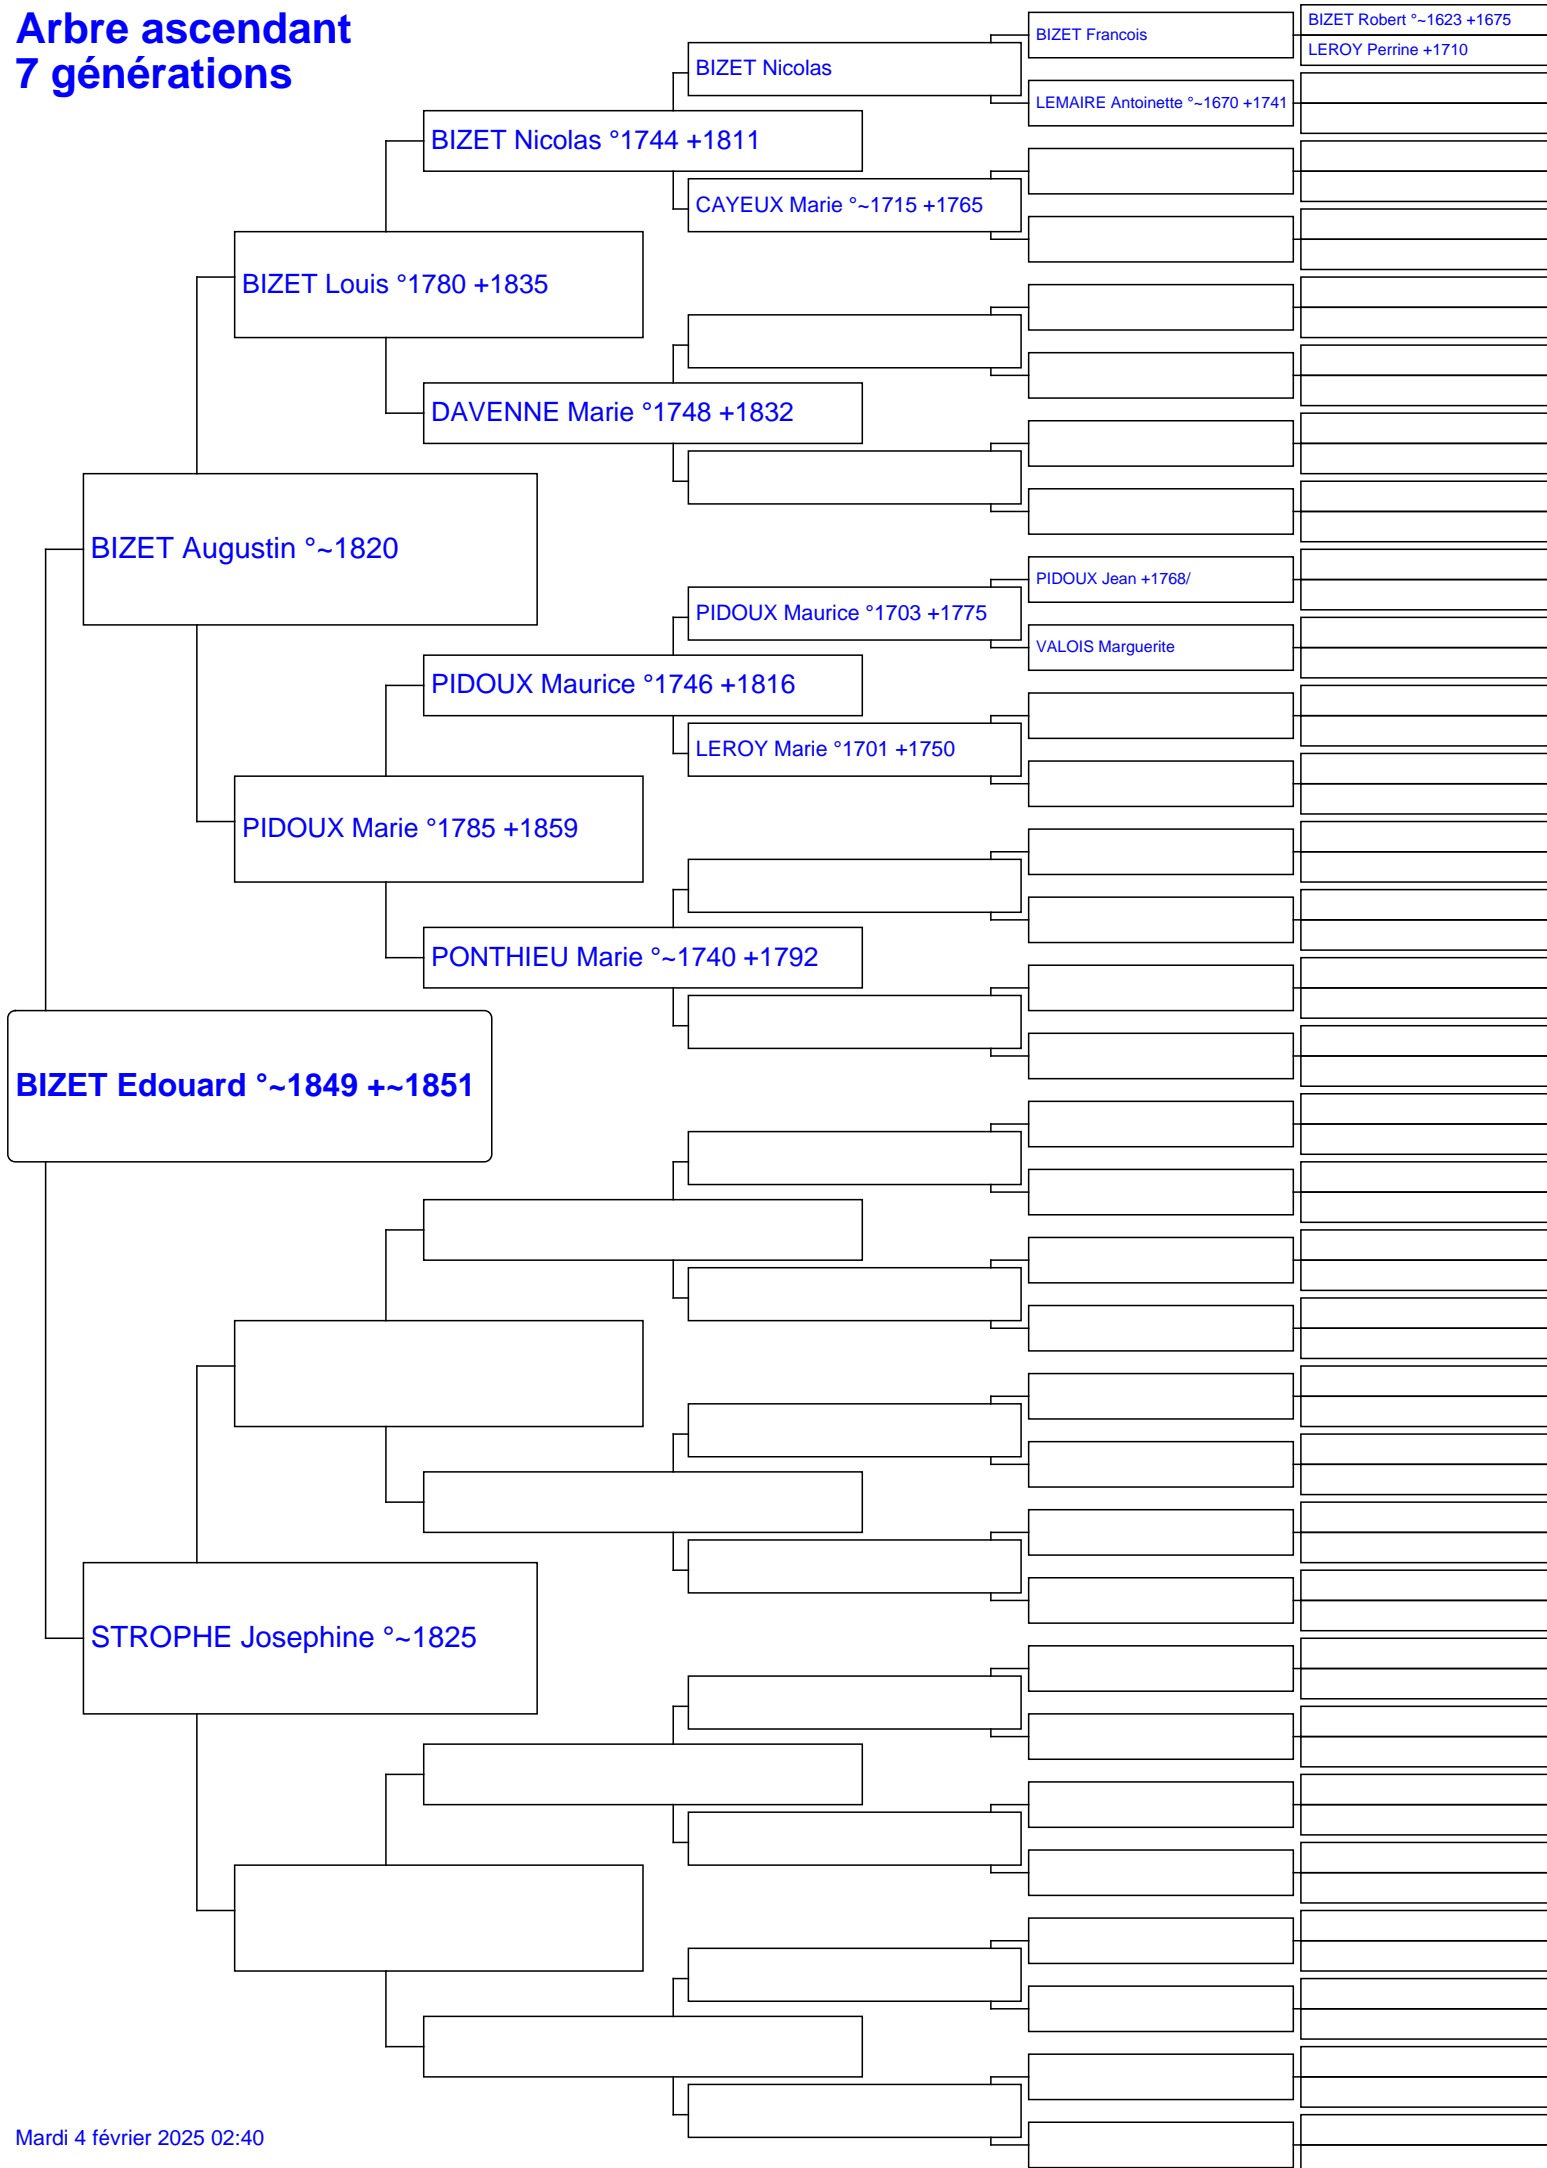 Arbre ascendant
7 générations
BIZET Robert °~1623 +1675
BIZET Francois
LEROY Perrine +1710
BIZET Nicolas
LEMAIRE Antoinette °~1670 +1741
BIZET Nicolas °1744 +1811
CAYEUX Marie °~1715 +1765
BIZET Louis °1780 +1835
DAVENNE Marie °1748 +1832
BIZET Augustin °~1820
PIDOUX Jean +1768/
PIDOUX Maurice °1703 +1775
VALOIS Marguerite
PIDOUX Maurice °1746 +1816
LEROY Marie °1701 +1750
PIDOUX Marie °1785 +1859
PONTHIEU Marie °~1740 +1792
BIZET Edouard °~1849 +~1851
STROPHE Josephine °~1825
Mardi 4 février 2025 02:40